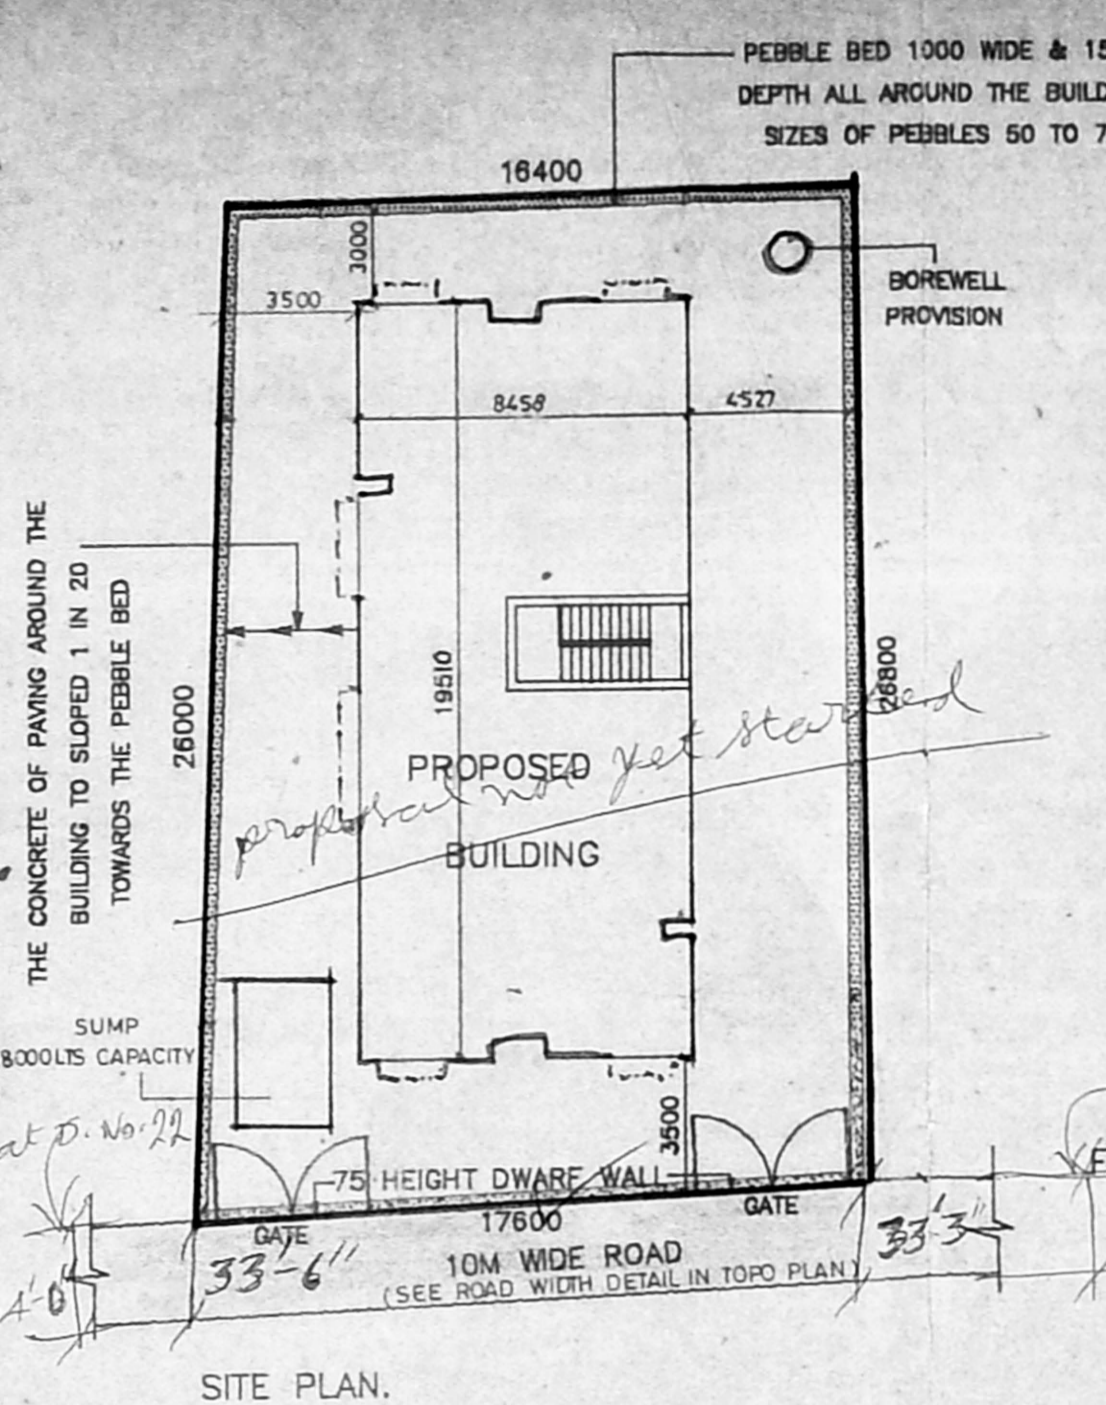 PEBBLE BED 1000 WIDE & 15
DEPTH ALL AROUND THE BUILD
SIZES OF PEBBLES 50 TO 7
16400
3000
3500
BOREWELL
PROVISION
8458
4527
THE CONCRETE OF PAVING AROUND THE
BUILDING TO SLOPED 1 IN 20
TOWARDS THE PEBBLE BED
26000
19510
26800
PROPOSED
BUILDING
proposal not yet started
SUMP
8000LTS CAPACITY
at D. No. 22
3500
75 HEIGHT DWARF WALL
GATE
GATE
17600
33'-6"
33'-3"
10M WIDE ROAD
(SEE ROAD WIDTH DETAIL IN TOPO PLAN)
SITE PLAN.